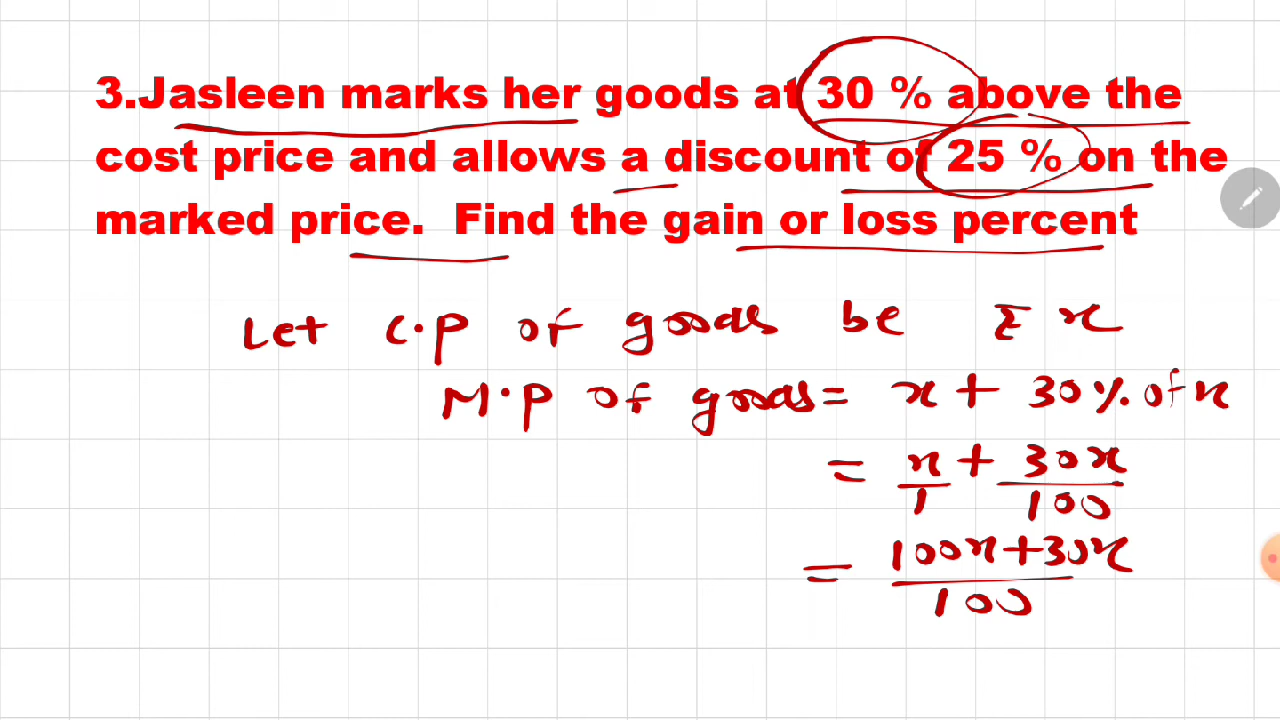 3.Jasleen marks her goods at 30 % above the
cost price and allows a discount of 25 % on the
marked price. Find the gain or loss percent
Let C.P of goods be ₹ x
M.P of goods = x + 30% of x
= x/1 + 30x/100
= 100x+30x/100